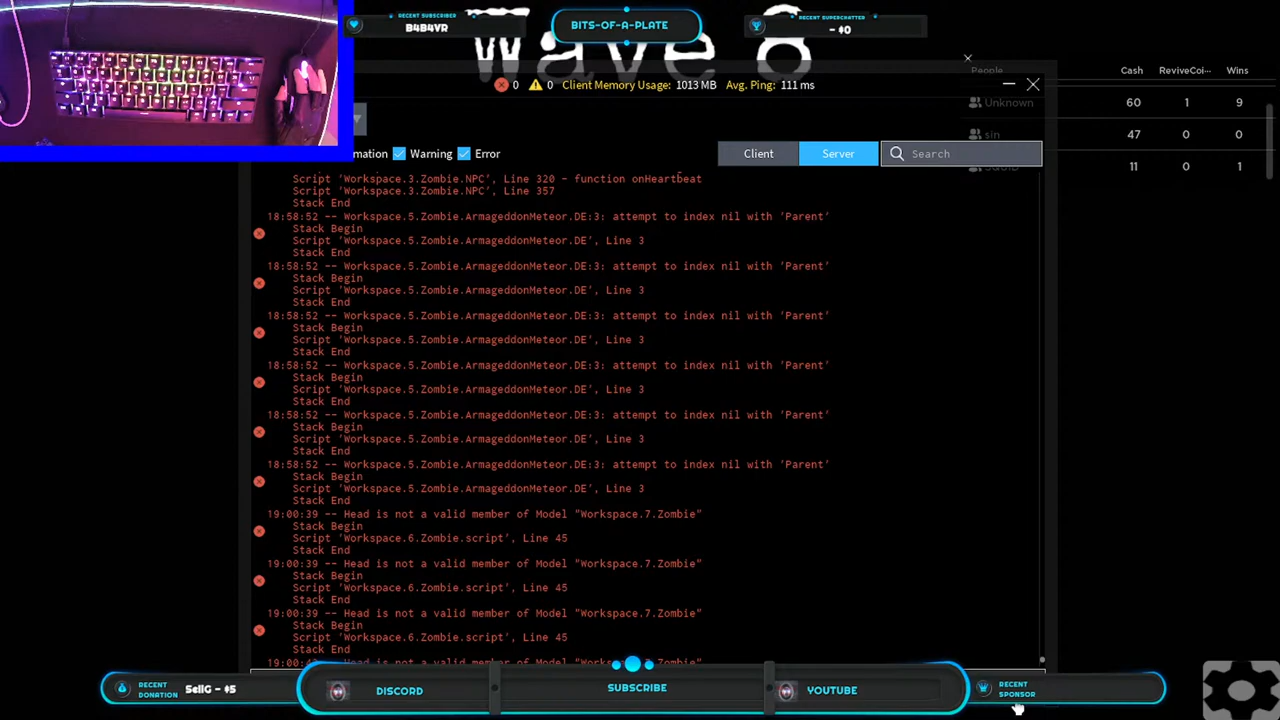 RECENT SUBSCRIBER
B4B4VR
BITS-OF-A-PLATE
RECENT SUPERCHATTER
- $0
Wave 8
People Cash ReviveCoi... Wins
Unknown 60 1 9
sin 47 0 0
11 0 1
0 0 Client Memory Usage: 1013 MB Avg. Ping: 111 ms
mation Warning Error
Client Server Search
Script 'Workspace.3.Zombie.NPC', Line 320 - function onHeartbeat
Script 'Workspace.3.Zombie.NPC', Line 357
Stack End
18:58:52 -- Workspace.5.Zombie.ArmageddonMeteor.DE:3: attempt to index nil with 'Parent'
Stack Begin
Script 'Workspace.5.Zombie.ArmageddonMeteor.DE', Line 3
Stack End
18:58:52 -- Workspace.5.Zombie.ArmageddonMeteor.DE:3: attempt to index nil with 'Parent'
Stack Begin
Script 'Workspace.5.Zombie.ArmageddonMeteor.DE', Line 3
Stack End
18:58:52 -- Workspace.5.Zombie.ArmageddonMeteor.DE:3: attempt to index nil with 'Parent'
Stack Begin
Script 'Workspace.5.Zombie.ArmageddonMeteor.DE', Line 3
Stack End
18:58:52 -- Workspace.5.Zombie.ArmageddonMeteor.DE:3: attempt to index nil with 'Parent'
Stack Begin
Script 'Workspace.5.Zombie.ArmageddonMeteor.DE', Line 3
Stack End
18:58:52 -- Workspace.5.Zombie.ArmageddonMeteor.DE:3: attempt to index nil with 'Parent'
Stack Begin
Script 'Workspace.5.Zombie.ArmageddonMeteor.DE', Line 3
Stack End
18:58:52 -- Workspace.5.Zombie.ArmageddonMeteor.DE:3: attempt to index nil with 'Parent'
Stack Begin
Script 'Workspace.5.Zombie.ArmageddonMeteor.DE', Line 3
Stack End
19:00:39 -- Head is not a valid member of Model "Workspace.7.Zombie"
Stack Begin
Script 'Workspace.6.Zombie.script', Line 45
Stack End
19:00:39 -- Head is not a valid member of Model "Workspace.7.Zombie"
Stack Begin
Script 'Workspace.6.Zombie.script', Line 45
Stack End
19:00:39 -- Head is not a valid member of Model "Workspace.7.Zombie"
Stack Begin
Script 'Workspace.6.Zombie.script', Line 45
Stack End
Head is not a valid member of Model "Workspace.7.Zombie"
RECENT DONATION
SellG - $5
DISCORD
SUBSCRIBE
YOUTUBE
RECENT SPONSOR